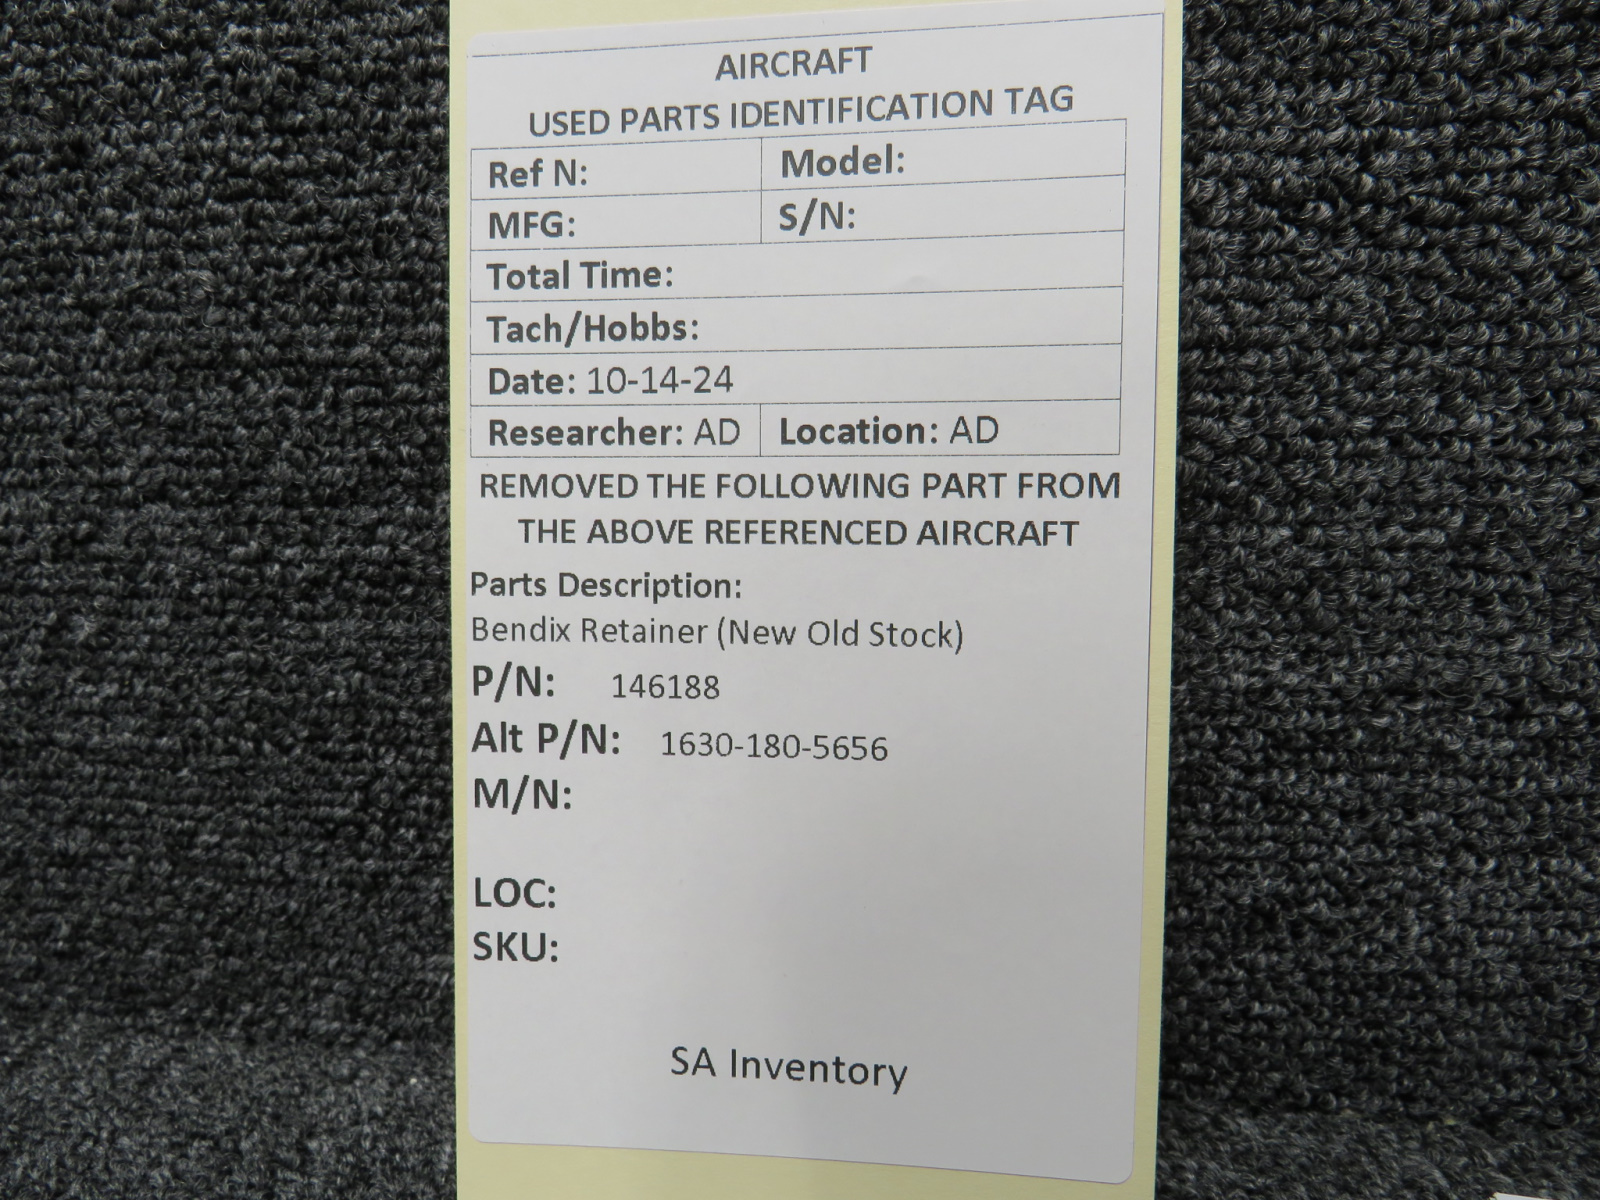 AIRCRAFT
USED PARTS IDENTIFICATION TAG
Ref N: Model:
MFG: S/N:
Total Time:
Tach/Hobbs:
Date: 10-14-24
Researcher: AD Location: AD
REMOVED THE FOLLOWING PART FROM
THE ABOVE REFERENCED AIRCRAFT
Parts Description:
Bendix Retainer (New Old Stock)
P/N: 146188
Alt P/N: 1630-180-5656
M/N:
LOC:
SKU:
SA Inventory